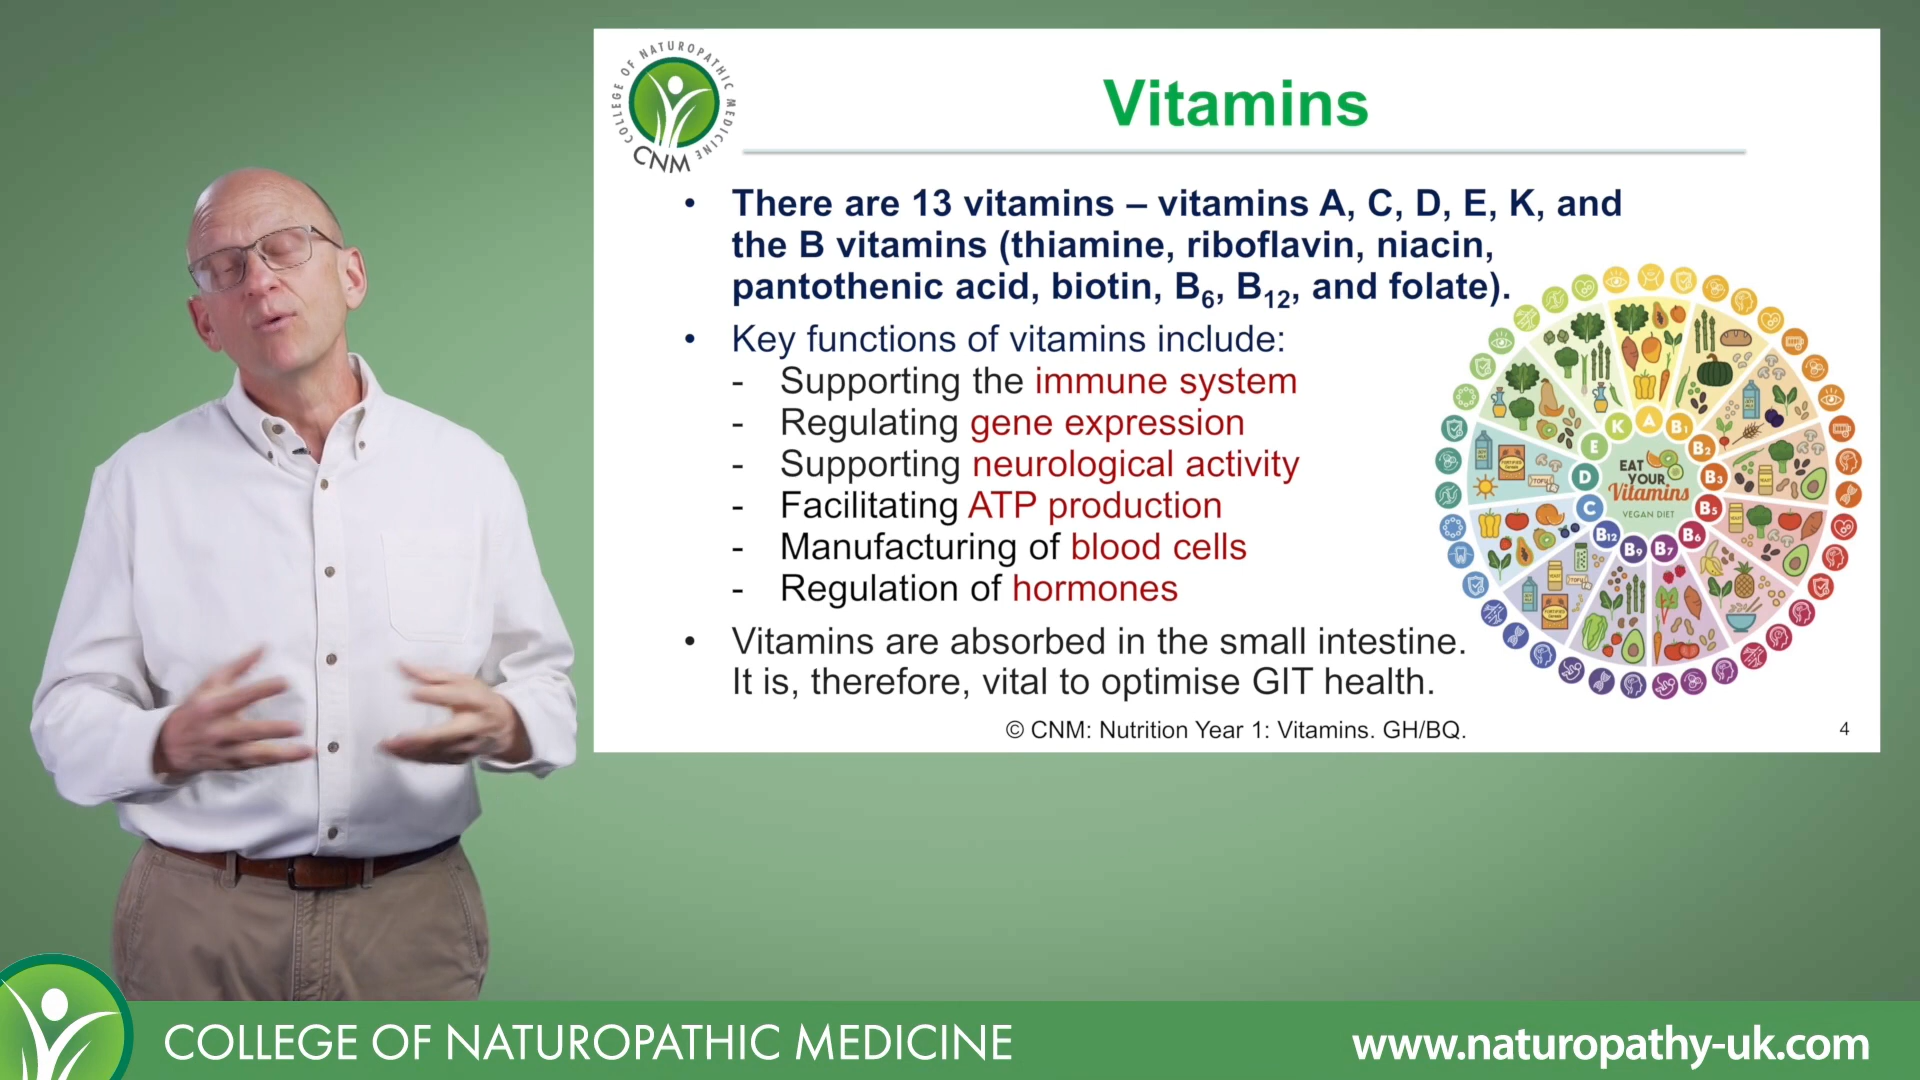 COLLEGE OF NATUROPATHIC MEDICINE
CNM
Vitamins
• There are 13 vitamins – vitamins A, C, D, E, K, and
the B vitamins (thiamine, riboflavin, niacin,
pantothenic acid, biotin, B₆, B₁₂, and folate).
• Key functions of vitamins include:
- Supporting the immune system
- Regulating gene expression
- Supporting neurological activity
- Facilitating ATP production
- Manufacturing of blood cells
- Regulation of hormones
• Vitamins are absorbed in the small intestine.
It is, therefore, vital to optimise GIT health.
K A B₁
E B₂
D B₃
C B₅
B₁₂ B₉ B₇ B₆
EAT
YOUR
Vitamins
VEGAN DIET
TOFU
TOFU
© CNM: Nutrition Year 1: Vitamins. GH/BQ.
4
COLLEGE OF NATUROPATHIC MEDICINE
www.naturopathy-uk.com